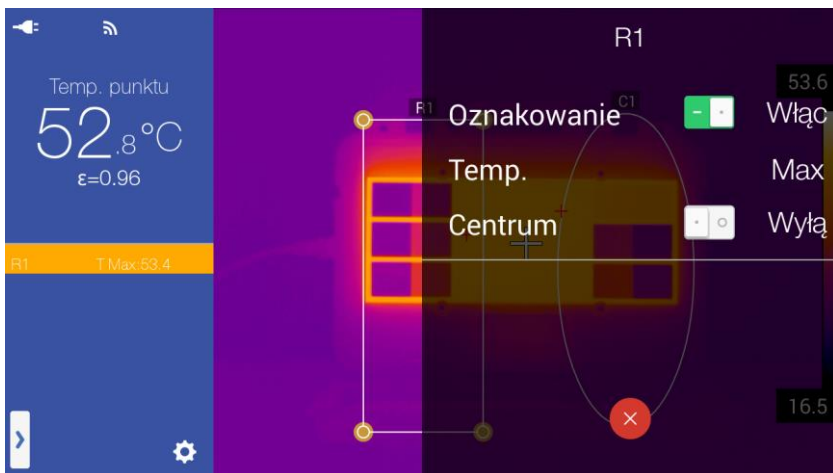 Temp. punktu
52.8°C
ε=0.96
R1 T Max:53.4
R1
C1
R1
Oznakowanie Włąc
Temp. Max
Centrum Wyłą
53.6
16.5